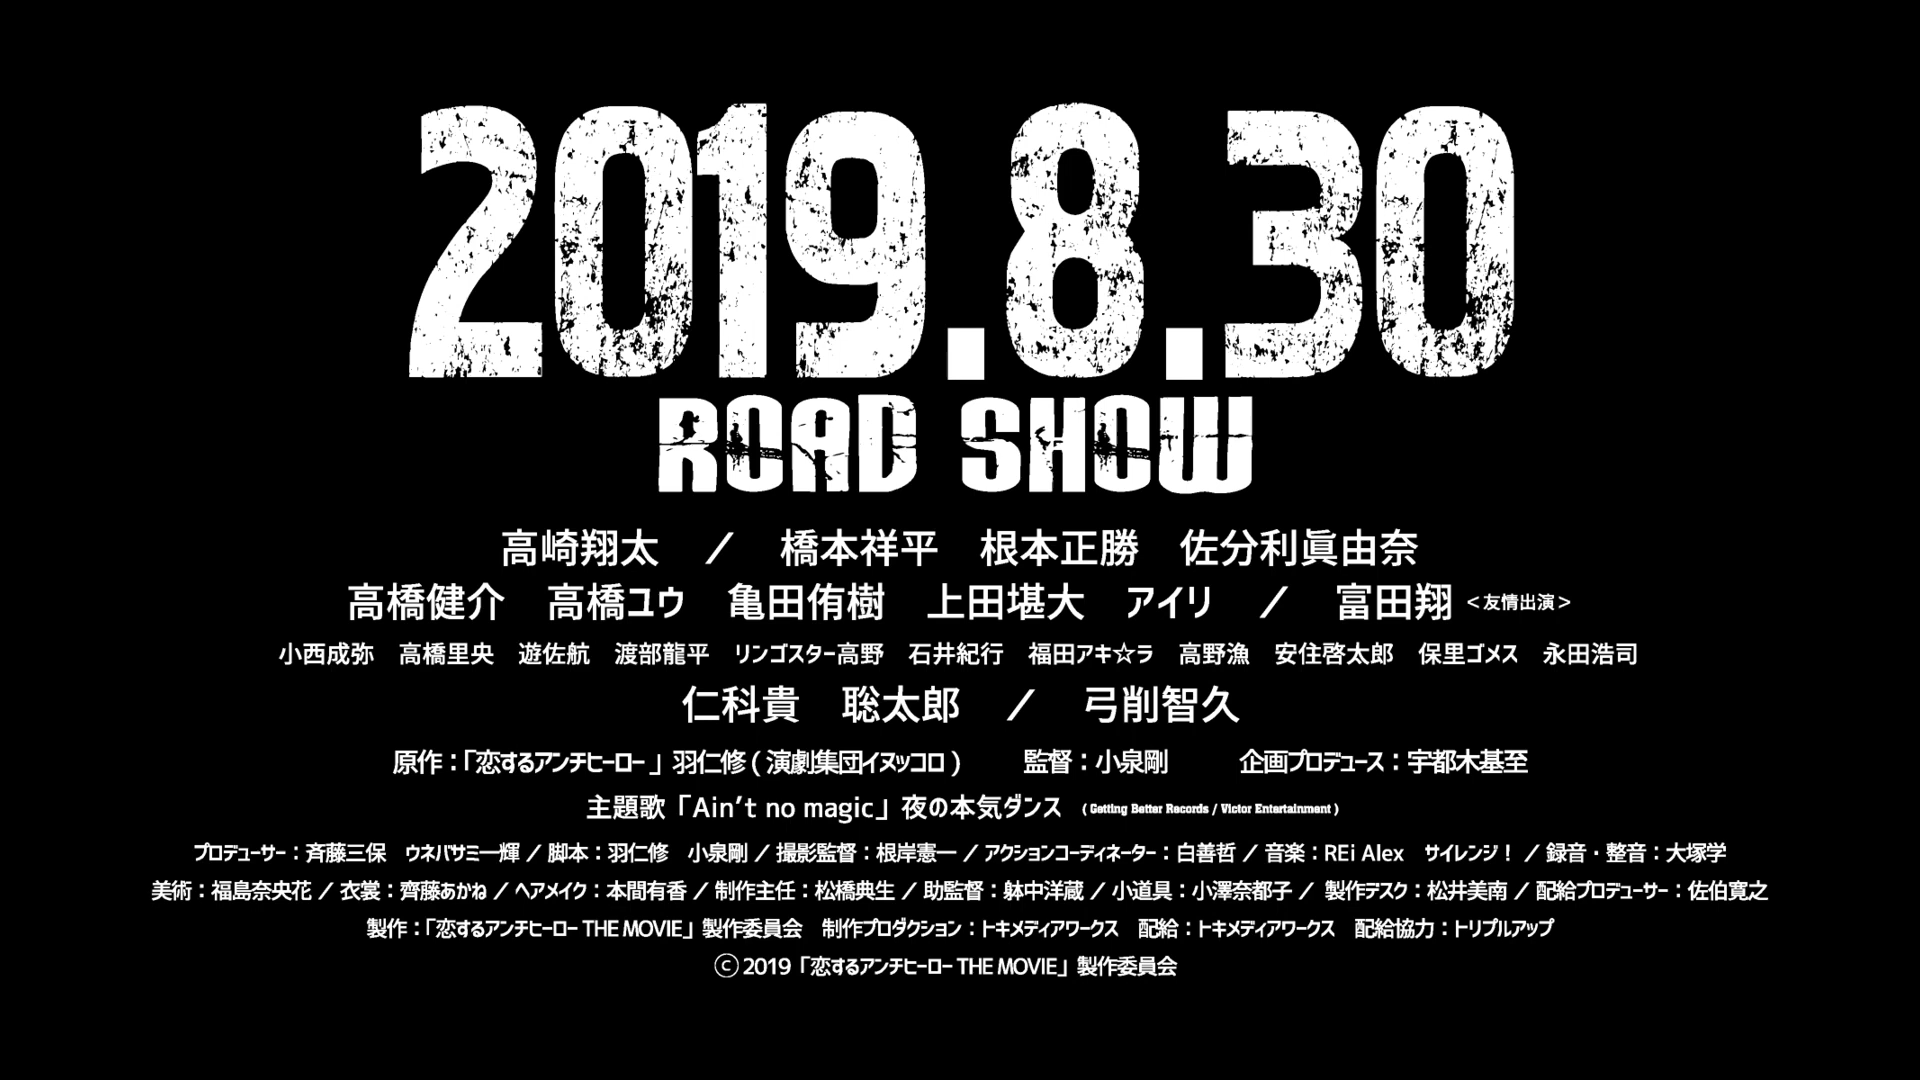 2019.8.30
ROAD SHOW
高崎翔太 ／ 橋本祥平 根本正勝 佐分利眞由奈
高橋健介 高橋ユウ 亀田侑樹 上田堪大 アイリ ／ 富田翔 <友情出演>
小西成弥 高橋里央 遊佐航 渡部龍平 リンゴスター高野 石井紀行 福田アキ☆ラ 高野漁 安住啓太郎 保里ゴメス 永田浩司
仁科貴 聡太郎 ／ 弓削智久
原作：「恋するアンチヒーロー」羽仁修(演劇集団イヌッコロ) 監督：小泉剛 企画プロデュース：宇都木基至
主題歌「Ain't no magic」夜の本気ダンス (Getting Better Records / Victor Entertainment)
プロデューサー：斉藤三保 ウネバサミ一輝 / 脚本：羽仁修 小泉剛 / 撮影監督：根岸憲一 / アクションコーディネーター：白善哲 / 音楽：REi Alex サイレンジ！ / 録音・整音：大塚学
美術：福島奈央花 / 衣裳：齊藤あかね / ヘアメイク：本間有香 / 制作主任：松橋典生 / 助監督：躰中洋蔵 / 小道具：小澤奈都子 / 製作デスク：松井美南 / 配給プロデューサー：佐伯寛之
製作：「恋するアンチヒーロー THE MOVIE」製作委員会 制作プロダクション：トキメディアワークス 配給：トキメディアワークス 配給協力：トリプルアップ
ⓒ2019「恋するアンチヒーロー THE MOVIE」製作委員会